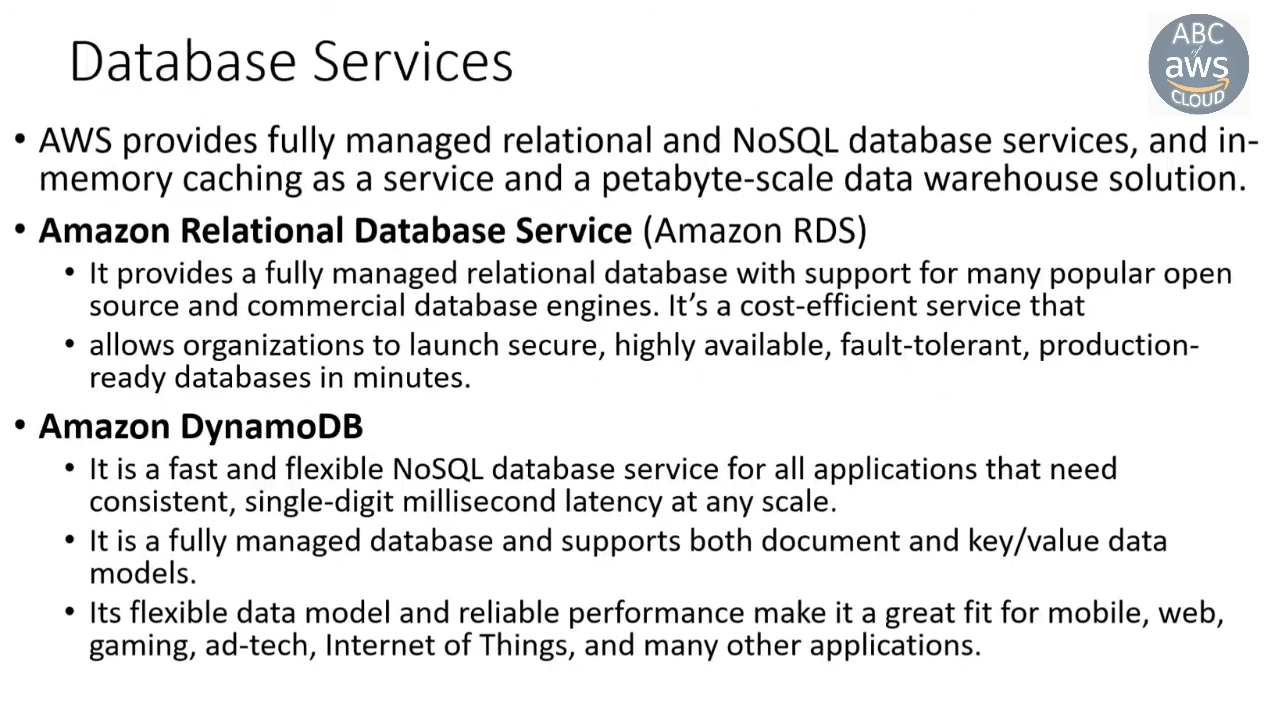 Database Services
ABC
of
aws
CLOUD
• AWS provides fully managed relational and NoSQL database services, and in-
memory caching as a service and a petabyte-scale data warehouse solution.
• Amazon Relational Database Service (Amazon RDS)
• It provides a fully managed relational database with support for many popular open
source and commercial database engines. It’s a cost-efficient service that
• allows organizations to launch secure, highly available, fault-tolerant, production-
ready databases in minutes.
• Amazon DynamoDB
• It is a fast and flexible NoSQL database service for all applications that need
consistent, single-digit millisecond latency at any scale.
• It is a fully managed database and supports both document and key/value data
models.
• Its flexible data model and reliable performance make it a great fit for mobile, web,
gaming, ad-tech, Internet of Things, and many other applications.